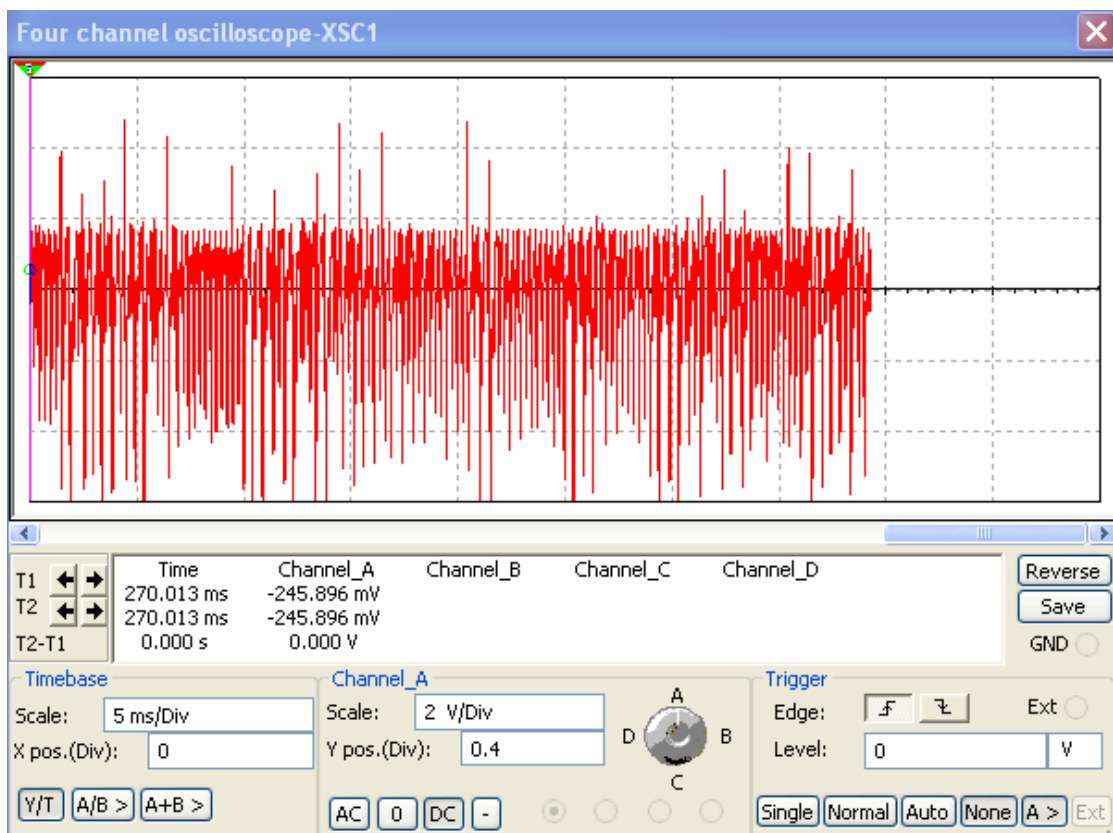 Four channel oscilloscope-XSC1
Time Channel_A Channel_B Channel_C Channel_D
T1 270.013 ms -245.896 mV
T2 270.013 ms -245.896 mV
T2-T1 0.000 s 0.000 V
Reverse
Save
GND
Timebase
Scale: 5 ms/Div
X pos.(Div): 0
Y/T A/B > A+B >
Channel_A
Scale: 2 V/Div
Y pos.(Div): 0.4
AC 0 DC -
A
D B
C
Trigger
Edge: Ext
Level: 0 V
Single Normal Auto None A > Ext